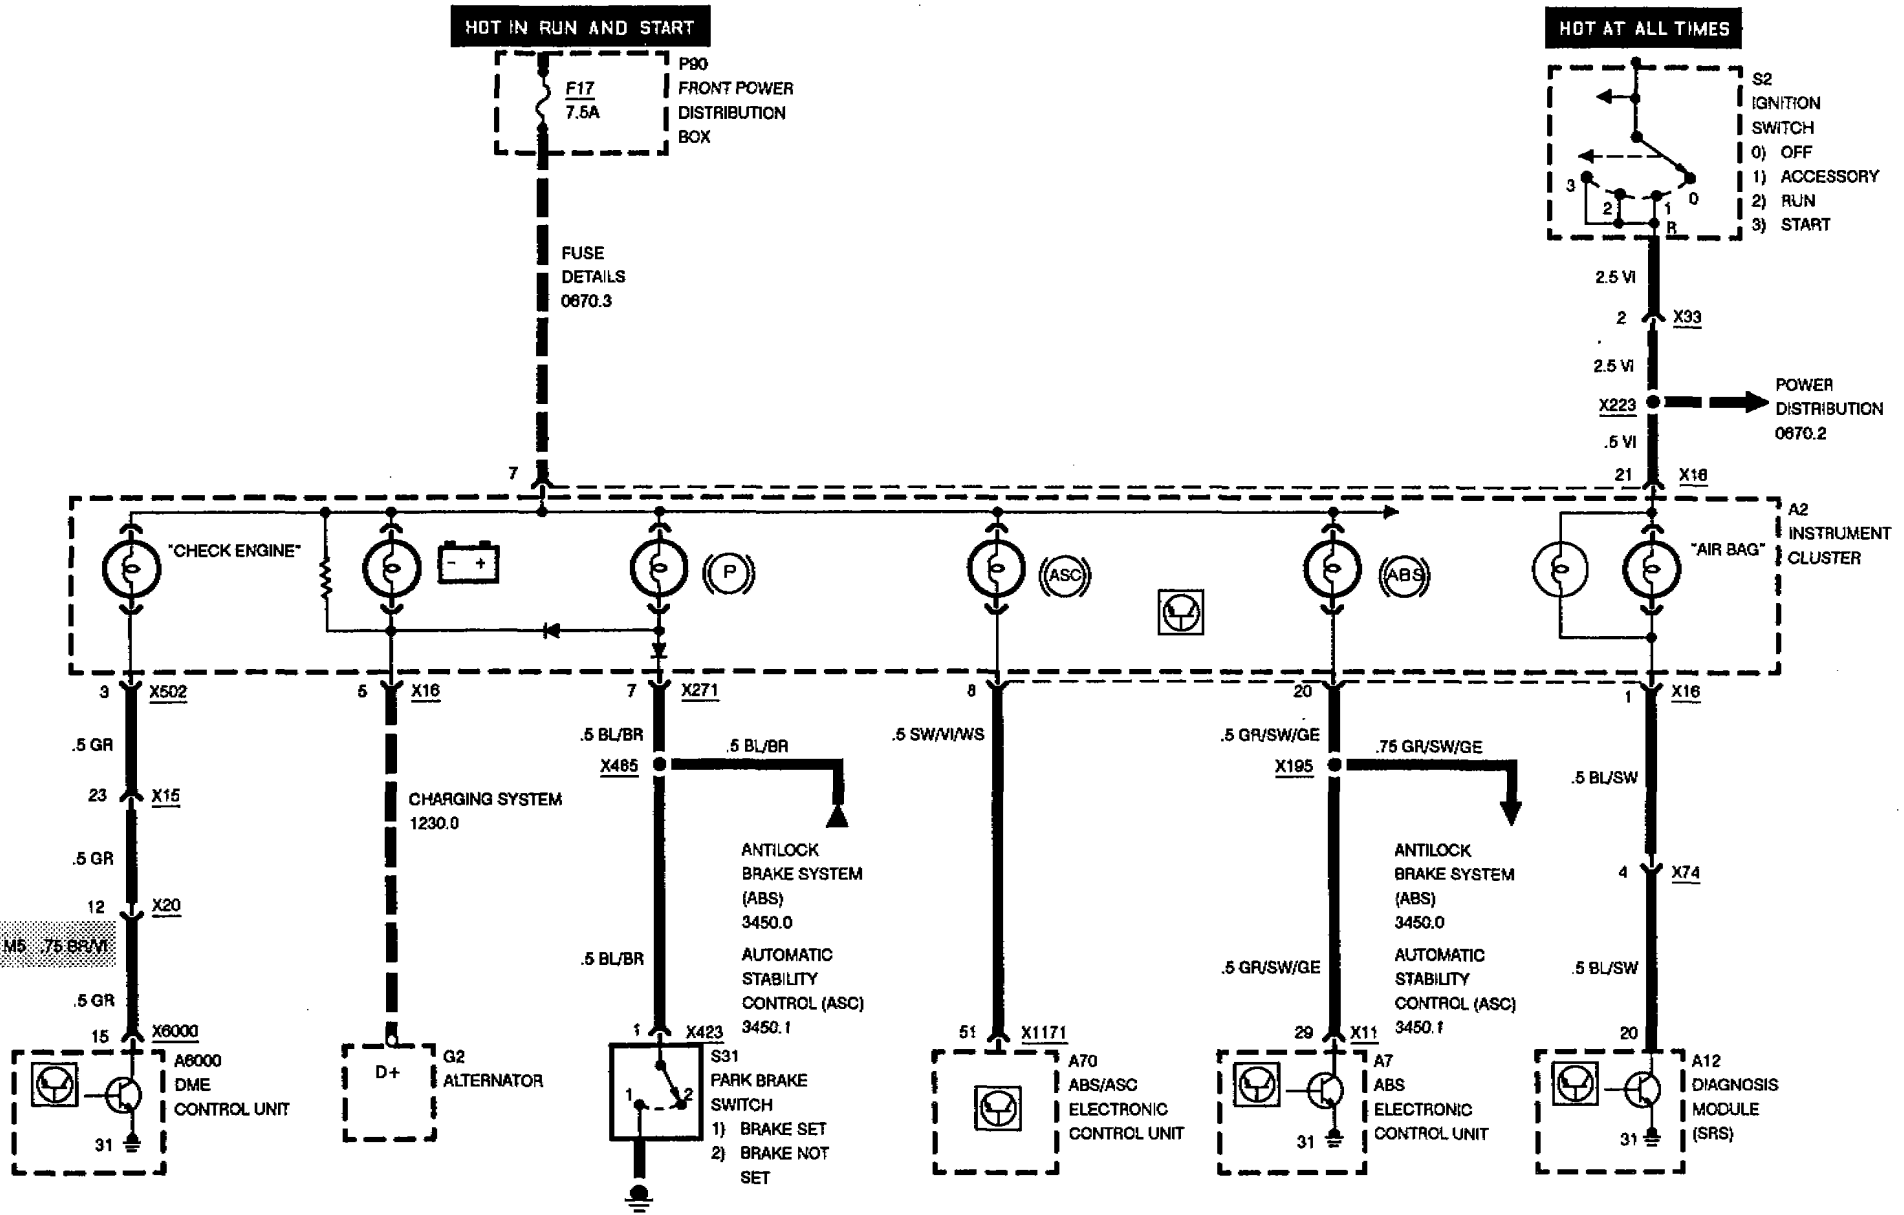 HOT IN RUN AND START
HOT AT ALL TIMES
P90
FRONT POWER
DISTRIBUTION
BOX
F17
7.5A
S2
IGNITION
SWITCH
0) OFF
1) ACCESSORY
2) RUN
3) START
3
2
1
0
R
FUSE
DETAILS
0670.3
2.5 VI
2 X33
2.5 VI
X223
POWER
DISTRIBUTION
0670.2
.5 VI
7
21 X16
A2
INSTRUMENT
CLUSTER
"CHECK ENGINE"
- +
P
ASC
ABS
"AIR BAG"
3 X502
5 X16
7 X271
8
20
1 X16
.5 GR
.5 BL/BR
.5 BL/BR
.5 SW/VI/WS
.5 GR/SW/GE
.75 GR/SW/GE
X485
X195
.5 BL/SW
23 X15
CHARGING SYSTEM
1230.0
.5 GR
ANTILOCK
BRAKE SYSTEM
(ABS)
3450.0
AUTOMATIC
STABILITY
CONTROL (ASC)
3450.1
ANTILOCK
BRAKE SYSTEM
(ABS)
3450.0
AUTOMATIC
STABILITY
CONTROL (ASC)
3450.1
4 X74
12 X20
M5 .75 BR/VI
.5 GR
.5 BL/BR
.5 GR/SW/GE
.5 BL/SW
15 X6000
1 X423
51 X1171
29 X11
20
A6000
DME
CONTROL UNIT
31
D+
G2
ALTERNATOR
S31
PARK BRAKE
SWITCH
1) BRAKE SET
2) BRAKE NOT
SET
1
2
A70
ABS/ASC
ELECTRONIC
CONTROL UNIT
A7
ABS
ELECTRONIC
CONTROL UNIT
31
A12
DIAGNOSIS
MODULE
(SRS)
31